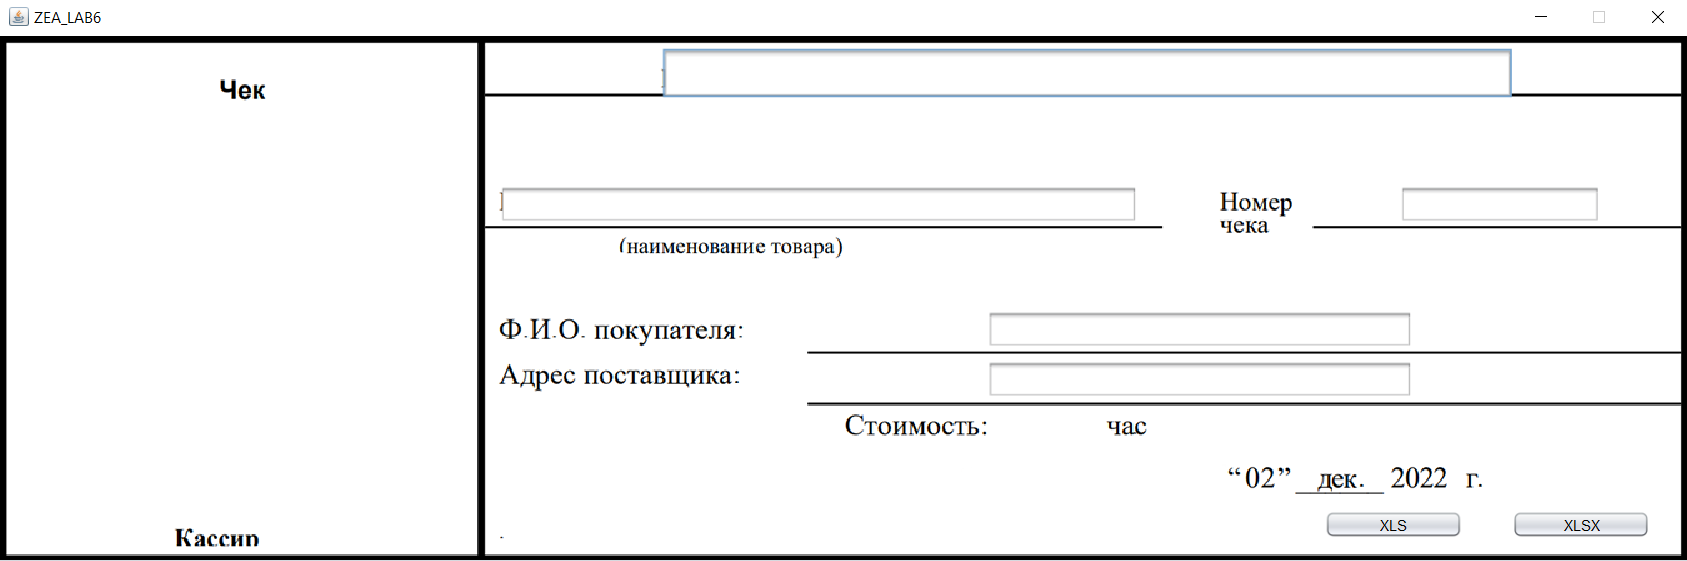 ZEA_LAB6
Чек
Номер
чека
(наименование товара)
Ф.И.О. покупателя:
Адрес поставщика:
Стоимость: час
“02” дек. 2022 г.
XLS XLSX
Кассир